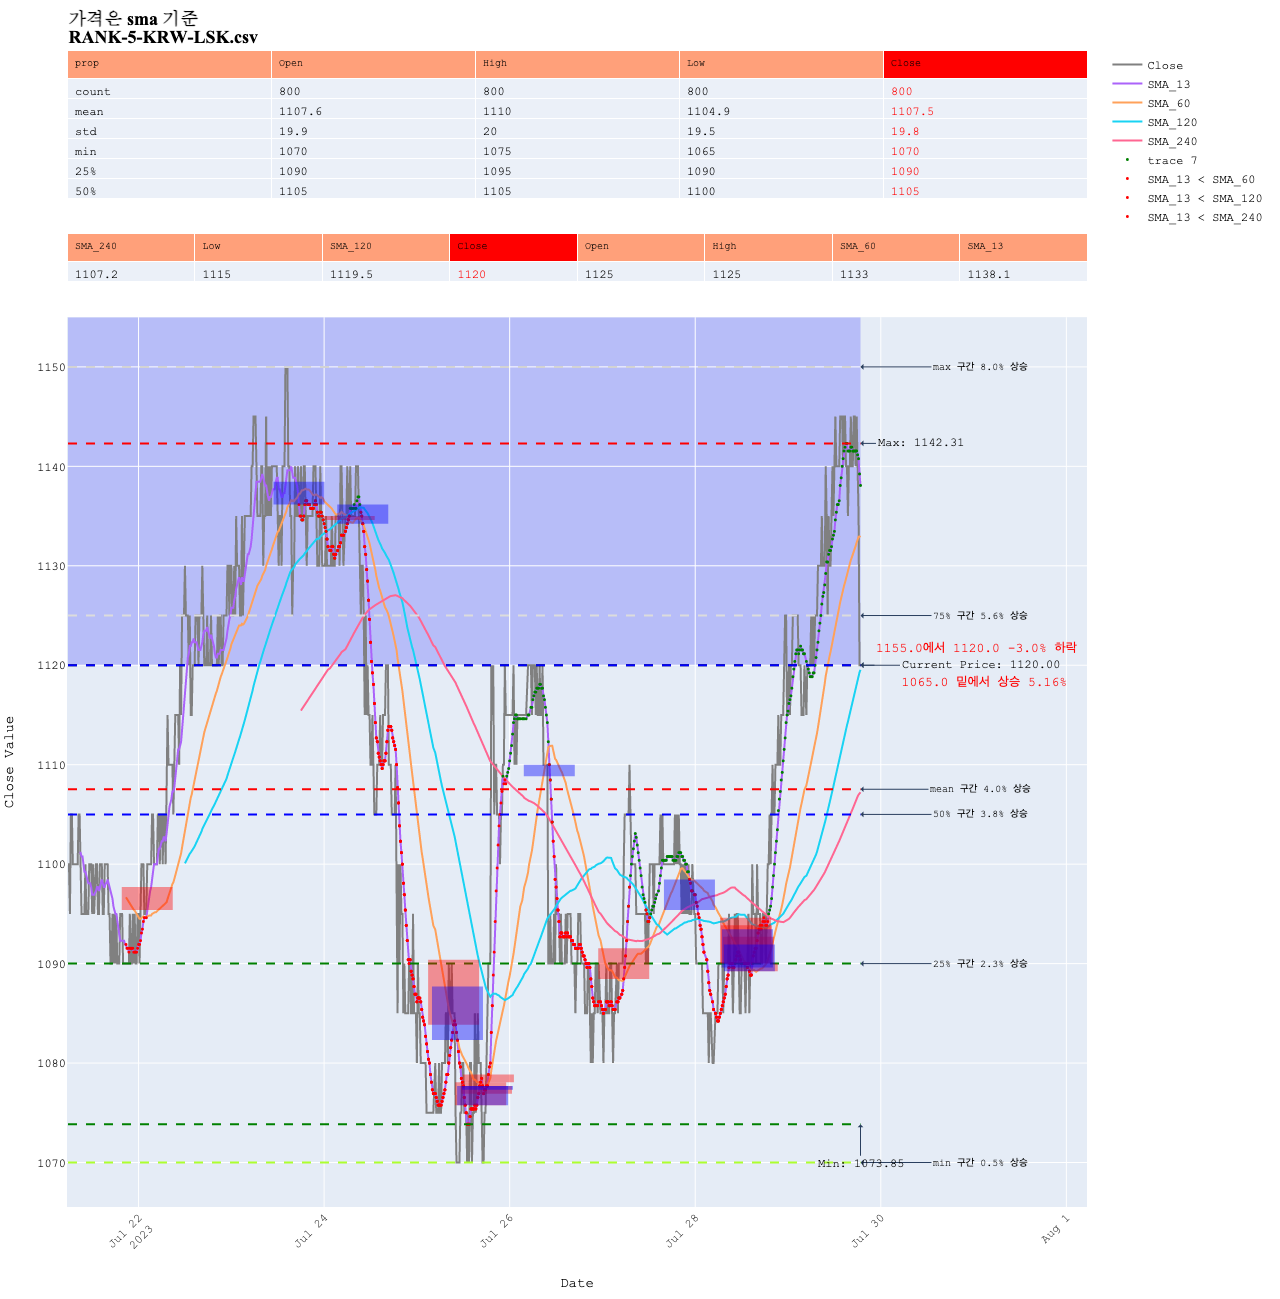 가격은 sma 기준
RANK-5-KRW-LSK.csv
prop Open High Low Close
count 800 800 800 800
mean 1107.6 1110 1104.9 1107.5
std 19.9 20 19.5 19.8
min 1070 1075 1065 1070
25% 1090 1095 1090 1090
50% 1105 1105 1100 1105
SMA_240 Low SMA_120 Close Open High SMA_60 SMA_13
1107.2 1115 1119.5 1120 1125 1125 1133 1138.1
Close
SMA_13
SMA_60
SMA_120
SMA_240
trace 7
SMA_13 < SMA_60
SMA_13 < SMA_120
SMA_13 < SMA_240
Close Value
1150
1140
1130
1120
1110
1100
1090
1080
1070
max 구간 8.0% 상승
Max: 1142.31
75% 구간 5.6% 상승
1155.0에서 1120.0 -3.0% 하락
Current Price: 1120.00
1065.0 밑에서 상승 5.16%
mean 구간 4.0% 상승
50% 구간 3.8% 상승
25% 구간 2.3% 상승
Min: 1073.85
min 구간 0.5% 상승
Jul 22
2023
Jul 24
Jul 26
Jul 28
Jul 30
Aug 1
Date